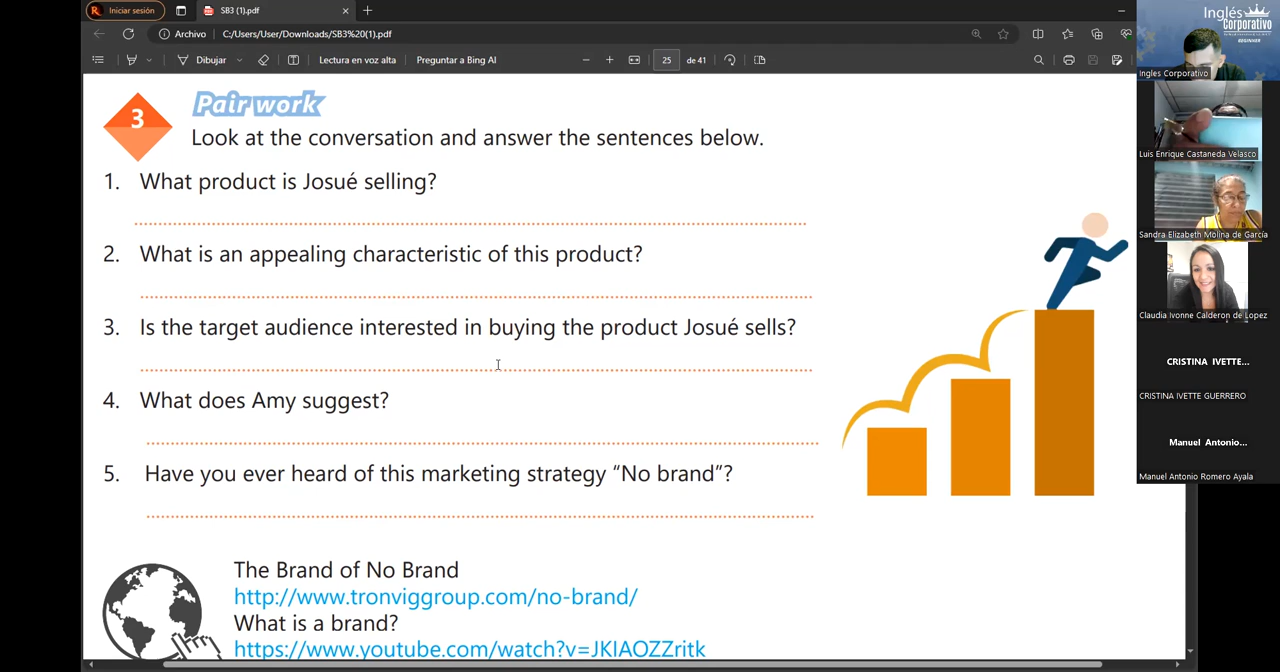 Iniciar sesión
SB3 (1).pdf
Archivo
C:/Users/User/Downloads/SB3%20(1).pdf
Dibujar
Lectura en voz alta
Preguntar a Bing AI
25
de 41
3
Pair work
Look at the conversation and answer the sentences below.
1. What product is Josué selling?
2. What is an appealing characteristic of this product?
3. Is the target audience interested in buying the product Josué sells?
4. What does Amy suggest?
5. Have you ever heard of this marketing strategy “No brand”?
The Brand of No Brand
http://www.tronviggroup.com/no-brand/
What is a brand?
https://www.youtube.com/watch?v=JKIAOZZritk
Inglés
Corporativo
BEGINNER
Ingles Corporativo
Luis Enrique Castaneda Velasco
Sandra Elizabeth Molina de García
Claudia Ivonne Calderon de Lopez
CRISTINA IVETTE...
CRISTINA IVETTE GUERRERO
Manuel Antonio...
Manuel Antonio Romero Ayala